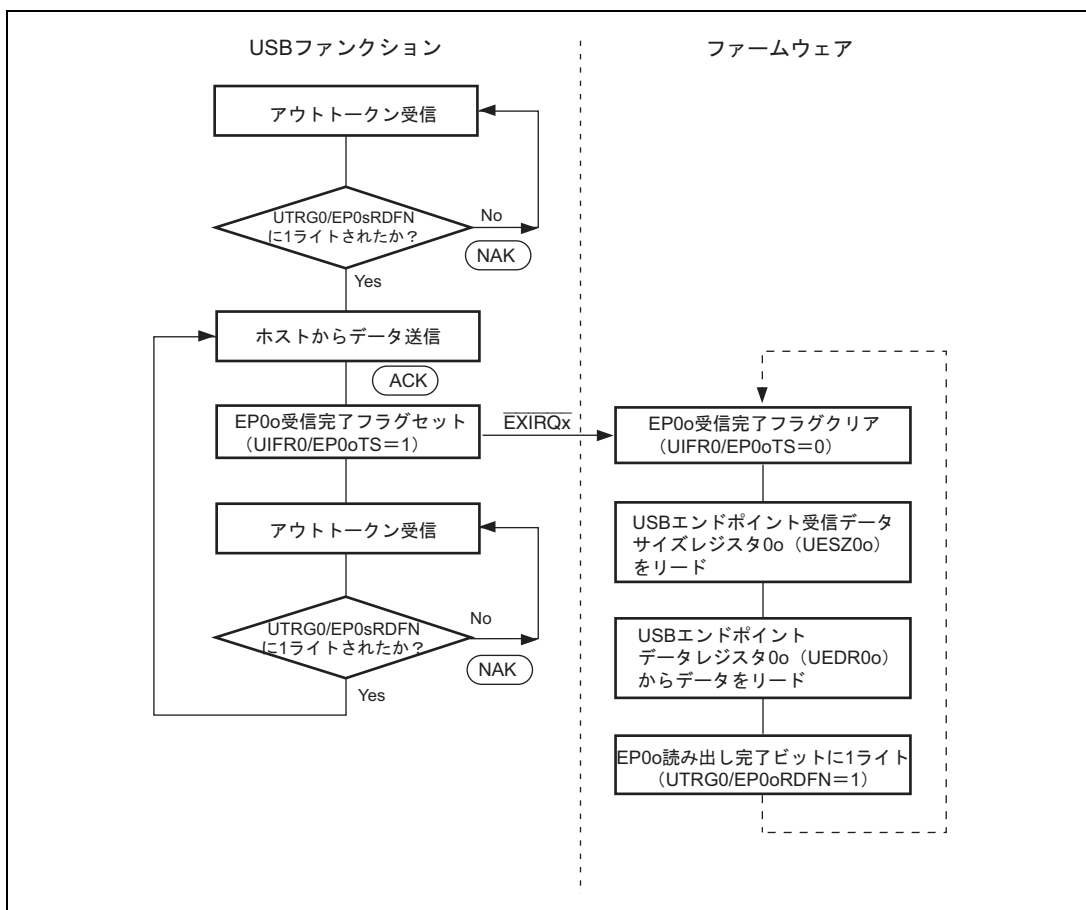 USBファンクション
アウトトークン受信
UTRG0/EP0sRDFN
に1ライトされたか？
No
NAK
Yes
ホストからデータ送信
ACK
EP0o受信完了フラグセット
（UIFR0/EP0oTS＝1）
EXIRQx
アウトトークン受信
UTRG0/EP0sRDFN
に1ライトされたか？
No
NAK
Yes
ファームウェア
EP0o受信完了フラグクリア
（UIFR0/EP0oTS＝0）
USBエンドポイント受信データ
サイズレジスタ0o（UESZ0o）
をリード
USBエンドポイント
データレジスタ0o（UEDR0o）
からデータをリード
EP0o読み出し完了ビットに1ライト
（UTRG0/EP0oRDFN＝1）